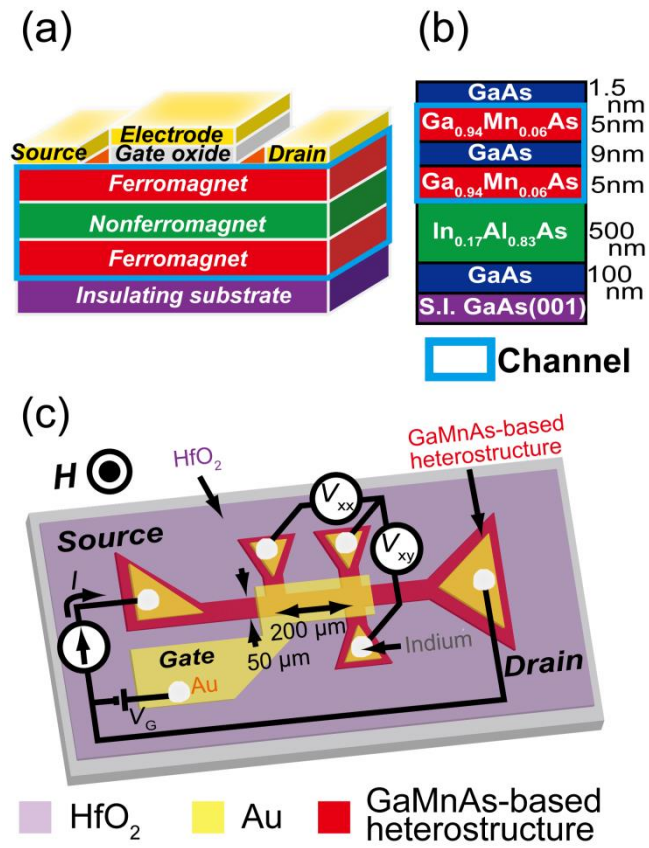 (a)
Electrode
Source
Gate oxide
Drain
Ferromagnet
Nonferromagnet
Ferromagnet
Insulating substrate
(b)
GaAs 1.5 nm
Ga0.94Mn0.06As 5nm
GaAs 9nm
Ga0.94Mn0.06As 5nm
In0.17Al0.83As 500 nm
GaAs 100 nm
S.I. GaAs(001)
Channel
(c)
H
HfO2
GaMnAs-based
heterostructure
Source
Vxx
Vxy
I
200 μm
50 μm
Gate
Au
VG
Indium
Drain
HfO2
Au
GaMnAs-based
heterostructure